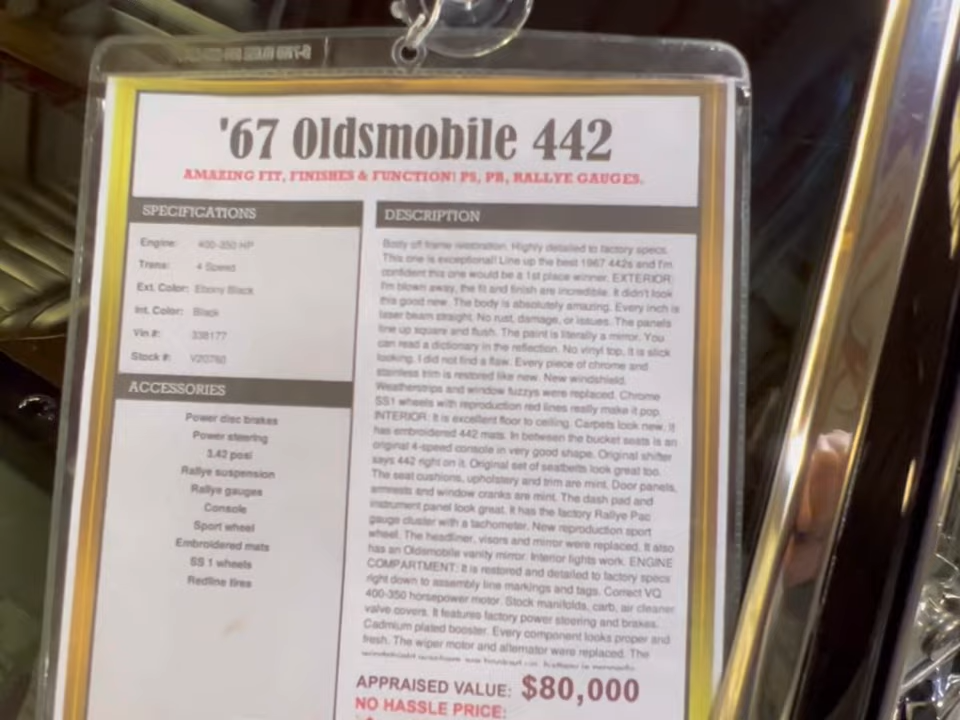 '67 Oldsmobile 442
AMAZING FIT, FINISHES & FUNCTION! PS, PB, RALLYE GAUGES.
SPECIFICATIONS
Engine: 400-350 HP
Trans: 4 Speed
Ext. Color: Ebony Black
Int. Color: Black
Vin #: 338177
Stock #: V20760
ACCESSORIES
Power disc brakes
Power steering
3.42 posi
Rallye suspension
Rallye gauges
Console
Sport wheel
Embroidered mats
SS 1 wheels
Redline tires
DESCRIPTION
Body off frame restoration. Highly detailed to factory specs.
This one is exceptional! Line up the best 1967 442s and I'm
confident this one would be a 1st place winner. EXTERIOR:
I'm blown away, the fit and finish are incredible. It didn't look
this good new. The body is absolutely amazing. Every inch is
laser beam straight. No rust, damage, or issues. The panels
line up square and flush. The paint is literally a mirror. You
can read a dictionary in the reflection. No vinyl top, it is slick
looking. I did not find a flaw. Every piece of chrome and
stainless trim is restored like new. New windshield.
Weatherstrips and window fuzzys were replaced. Chrome
SS1 wheels with reproduction red lines really make it pop.
INTERIOR: It is excellent floor to ceiling. Carpets look new. It
has embroidered 442 mats. In between the bucket seats is an
original 4-speed console in very good shape. Original shifter
says 442 right on it. Original set of seatbelts look great too.
The seat cushions, upholstery and trim are mint. Door panels,
armrests and window cranks are mint. The dash pad and
instrument panel look great. It has the factory Rallye Pac
gauge cluster with a tachometer. New reproduction sport
wheel. The headliner, visors and mirror were replaced. It also
has an Oldsmobile vanity mirror. Interior lights work. ENGINE
COMPARTMENT: It is restored and detailed to factory specs
right down to assembly line markings and tags. Correct VQ
400-350 horsepower motor. Stock manifolds, carb, air cleaner
valve covers. It features factory power steering and brakes.
Cadmium plated booster. Every component looks proper and
fresh. The wiper motor and alternator were replaced. The
APPRAISED VALUE: $80,000
NO HASSLE PRICE: